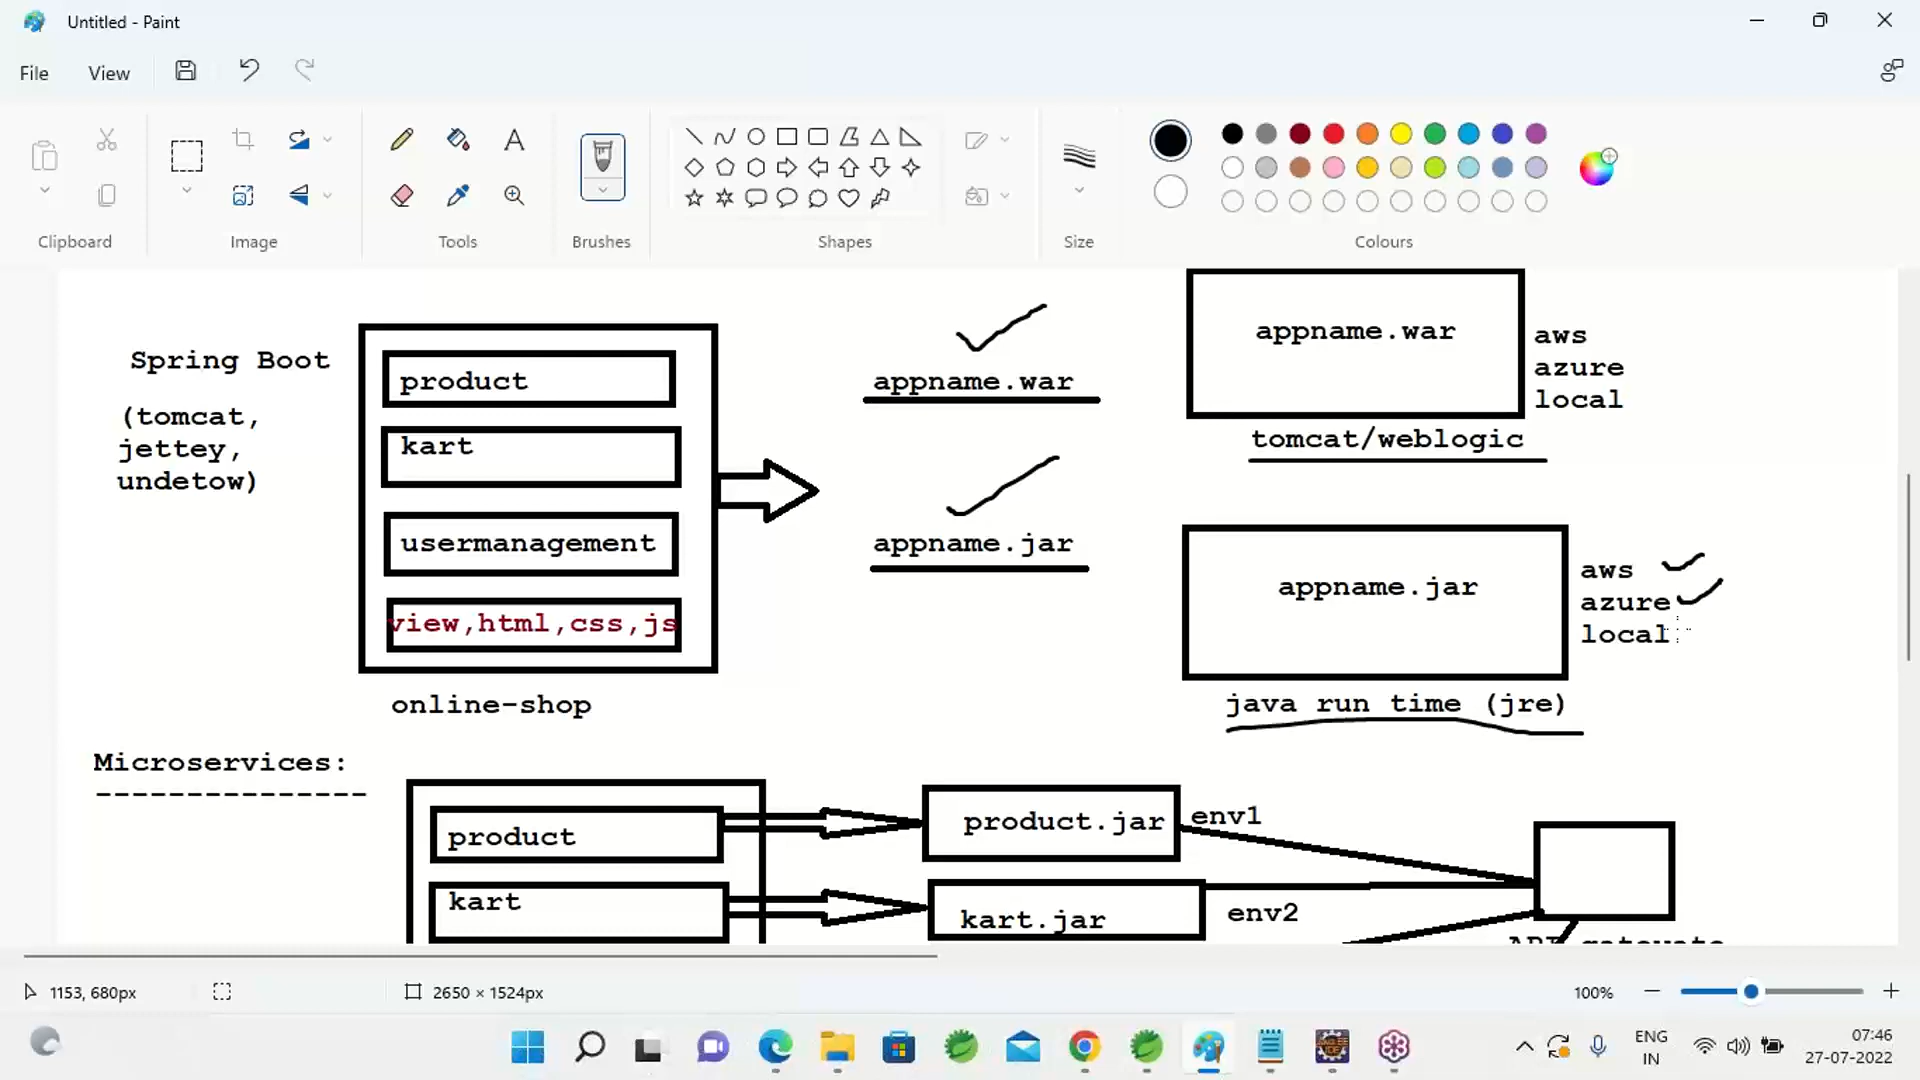 Untitled - Paint
File
View
Clipboard
Image
Tools
Brushes
Shapes
Size
Colours
Spring Boot
(tomcat,
jettey,
undetow)
product
kart
usermanagement
view,html,css,js
online-shop
appname.war
appname.jar
appname.war
aws
azure
local
tomcat/weblogic
appname.jar
aws
azure
local
java run time (jre)
Microservices:
---------------
product
kart
product.jar
env1
kart.jar
env2
1153, 680px
2650 × 1524px
100%
ENG
IN
07:46
27-07-2022